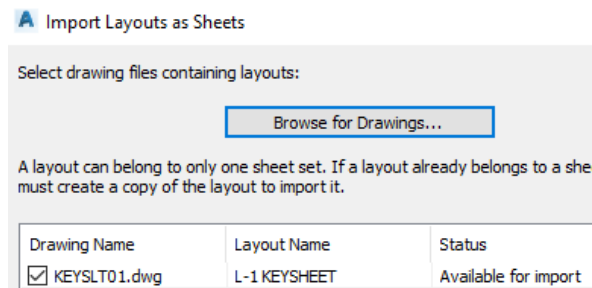 Import Layouts as Sheets
Select drawing files containing layouts:
Browse for Drawings...
A layout can belong to only one sheet set. If a layout already belongs to a she
must create a copy of the layout to import it.
Drawing Name Layout Name Status
KEYSLT01.dwg L-1 KEYSHEET Available for import